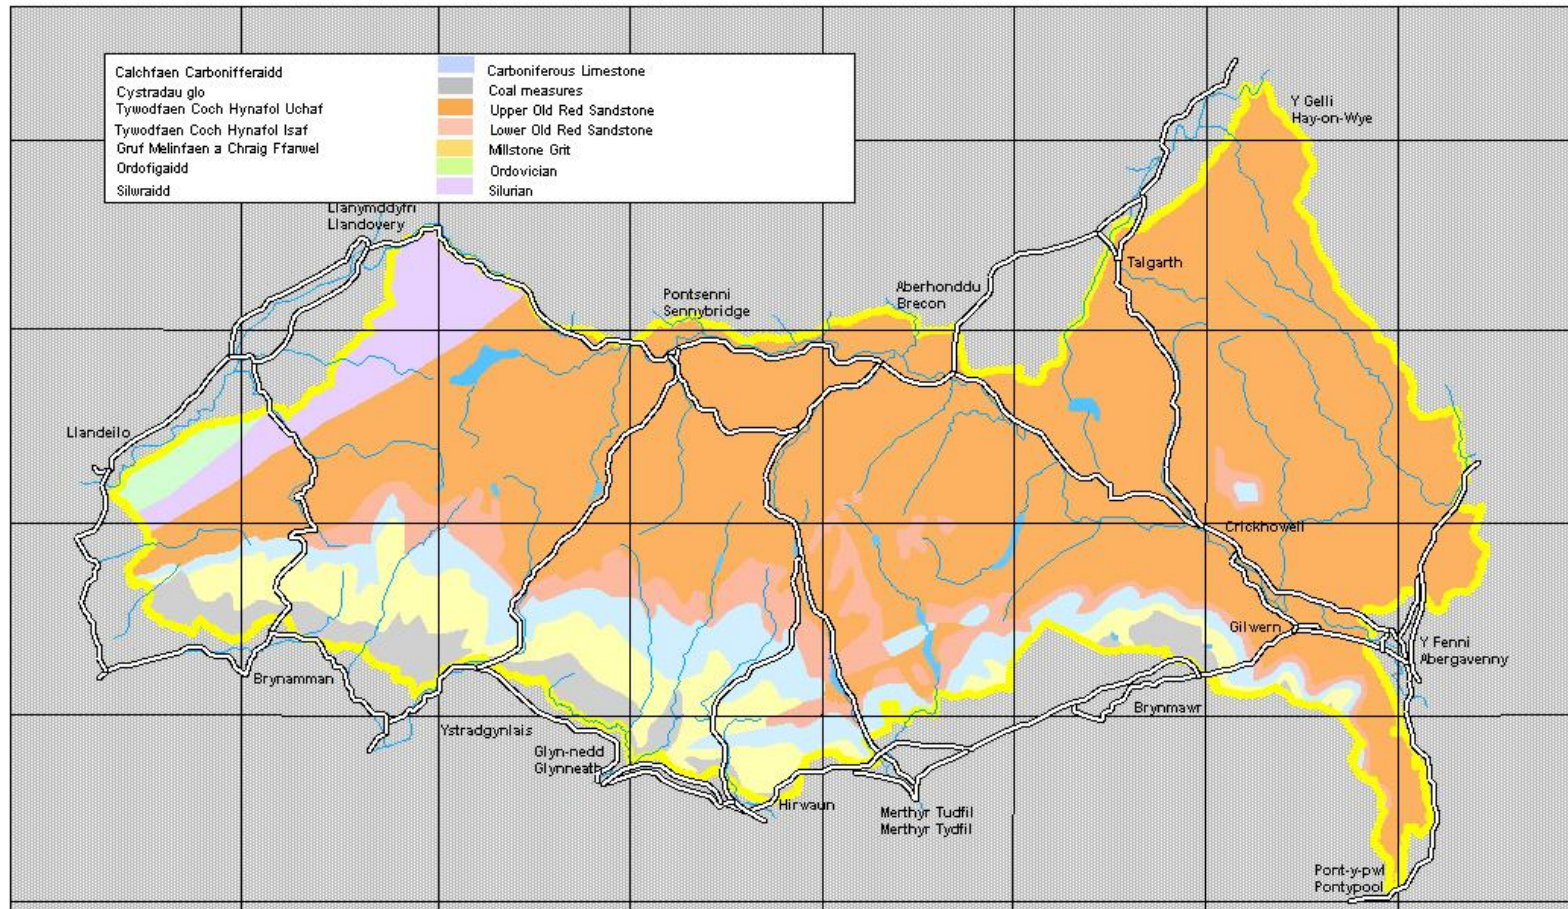 Calchfaen Carbonifferaidd
Cystradau glo
Tywodfaen Coch Hynafol Uchaf
Tywodfaen Coch Hynafol Isaf
Gruf Melinfaen a Chraig Ffarwel
Ordofigaidd
Silwraidd
Carboniferous Limestone
Coal measures
Upper Old Red Sandstone
Lower Old Red Sandstone
Millstone Grit
Ordovician
Silurian
Y Gelli
Hay-on-Wye
Llanymddyfri
Llandovery
Talgarth
Aberhonddu
Brecon
Pontsenni
Sennybridge
Llandeilo
Crickhowell
Gilwern
Y Fenni
Abergavenny
Brynamman
Brynmawr
Ystradgynlais
Glyn-nedd
Glynneath
Hirwaun
Merthyr Tudfil
Merthyr Tydfil
Pont-y-pwl
Pontypool